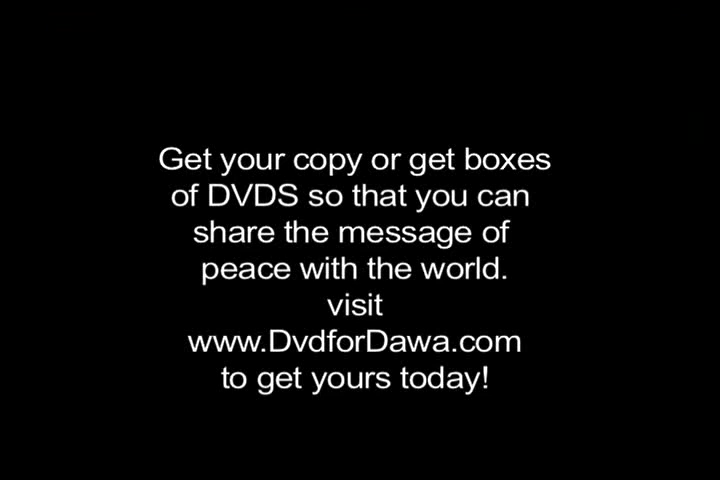 Get your copy or get boxes
of DVDS so that you can
share the message of
peace with the world.
visit
www.DvdforDawa.com
to get yours today!